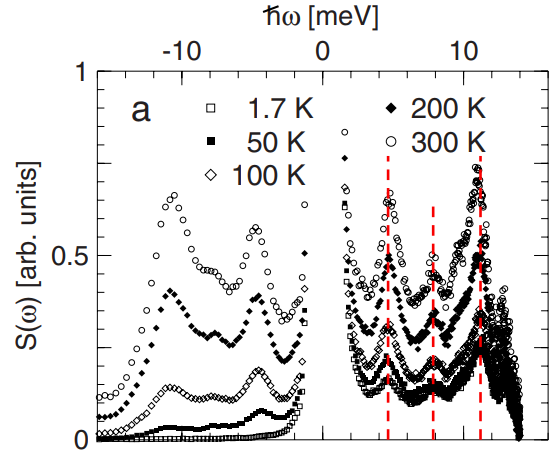 ħω [meV]
-10 0 10
1
a
1.7 K
200 K
50 K
300 K
100 K
0.5
S(ω) [arb. units]
0